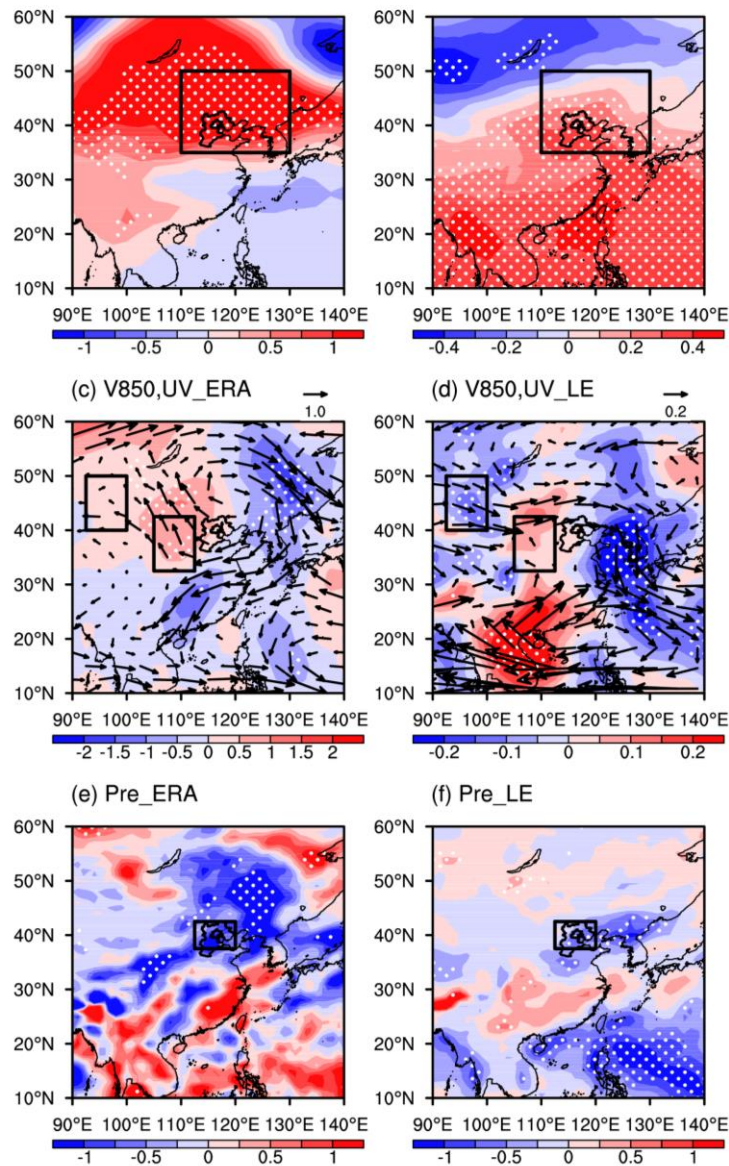 60°N 60°N
50°N 50°N
40°N 40°N
30°N 30°N
20°N 20°N
10°N 10°N
90°E 100°E 110°E 120°E 130°E 140°E 90°E 100°E 110°E 120°E 130°E 140°E
-1 -0.5 0 0.5 1 -0.4 -0.2 0 0.2 0.4
(c) V850,UV_ERA (d) V850,UV_LE
1.0 0.2
60°N 60°N
50°N 50°N
40°N 40°N
30°N 30°N
20°N 20°N
10°N 10°N
90°E 100°E 110°E 120°E 130°E 140°E 90°E 100°E 110°E 120°E 130°E 140°E
-2 -1.5 -1 -0.5 0 0.5 1 1.5 2 -0.2 -0.1 0 0.1 0.2
(e) Pre_ERA (f) Pre_LE
60°N 60°N
50°N 50°N
40°N 40°N
30°N 30°N
20°N 20°N
10°N 10°N
90°E 100°E 110°E 120°E 130°E 140°E 90°E 100°E 110°E 120°E 130°E 140°E
-1 -0.5 0 0.5 1 -1 -0.5 0 0.5 1